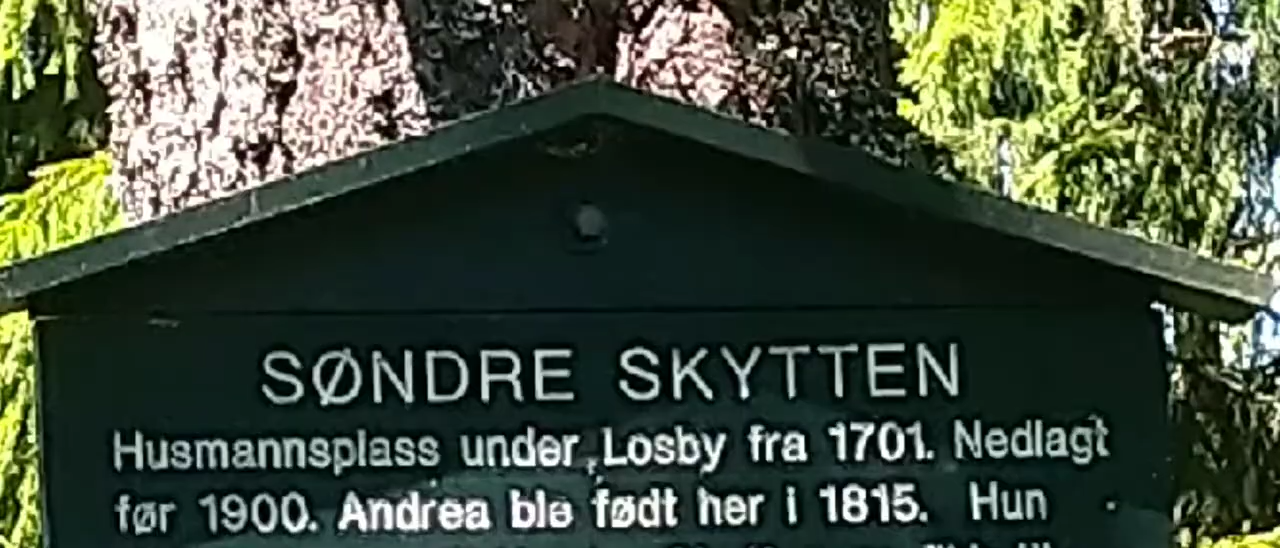 SØNDRE SKYTTEN
Husmannsplass under Losby fra 1701. Nedlagt
før 1900. Andrea ble født her i 1815. Hun